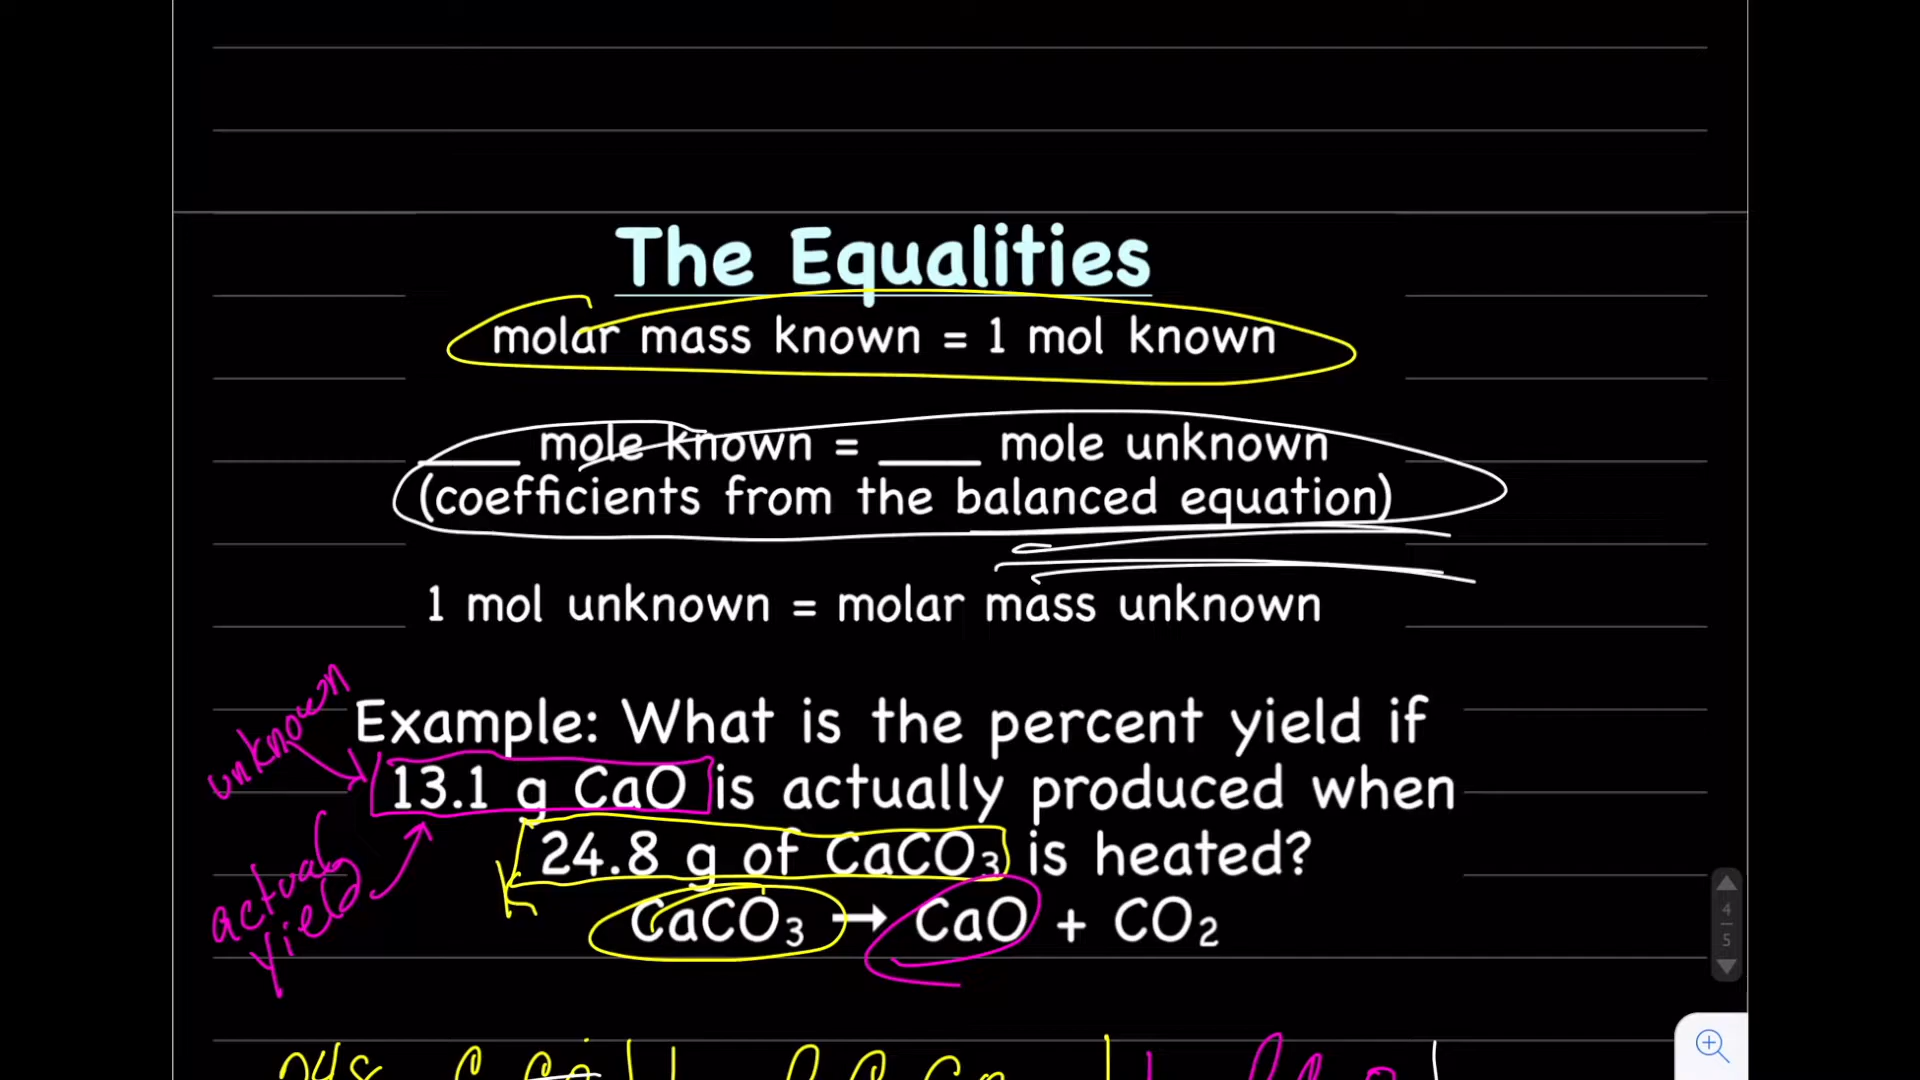 The Equalities
molar mass known = 1 mol known
____ mole known = ____ mole unknown
(coefficients from the balanced equation)
1 mol unknown = molar mass unknown
unknown
Example: What is the percent yield if
13.1 g CaO is actually produced when
24.8 g of CaCO₃ is heated?
K
actual
yield
CaCO₃ → CaO + CO₂
4
5